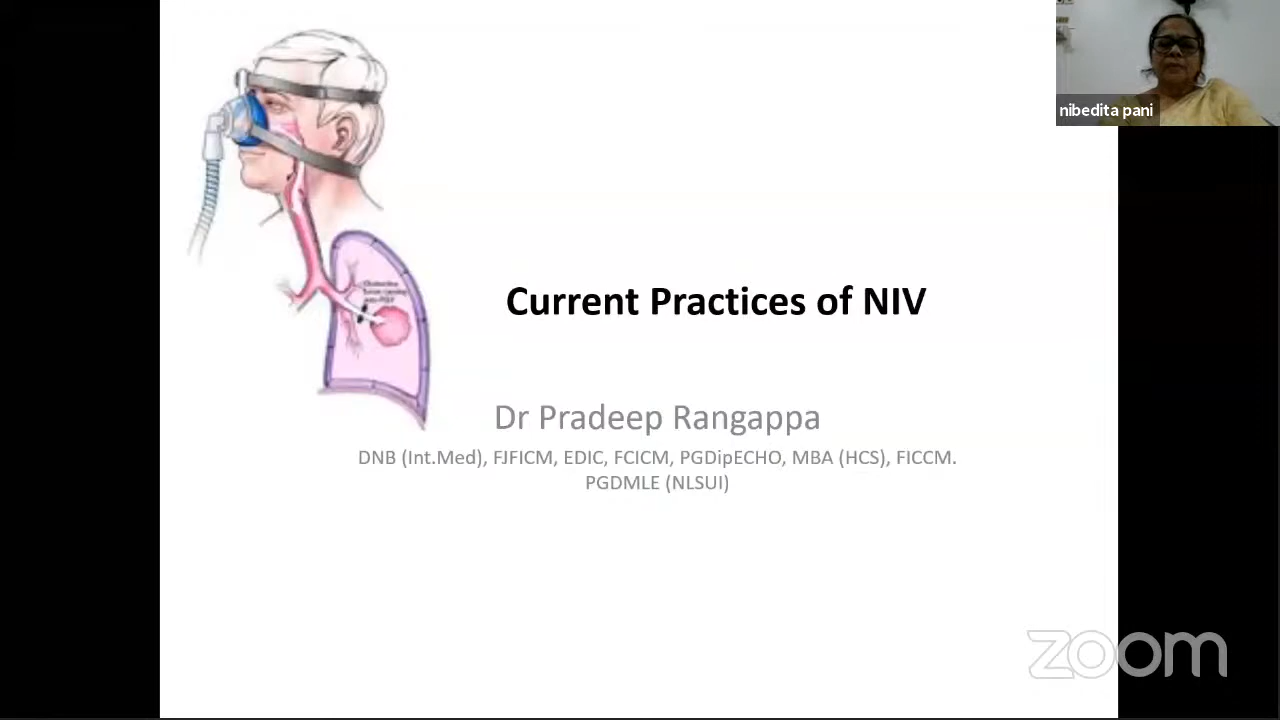 nibedita pani
Current Practices of NIV
Dr Pradeep Rangappa
DNB (Int.Med), FJFICM, EDIC, FCICM, PGDipECHO, MBA (HCS), FICCM.
PGDMLE (NLSUI)
zoom